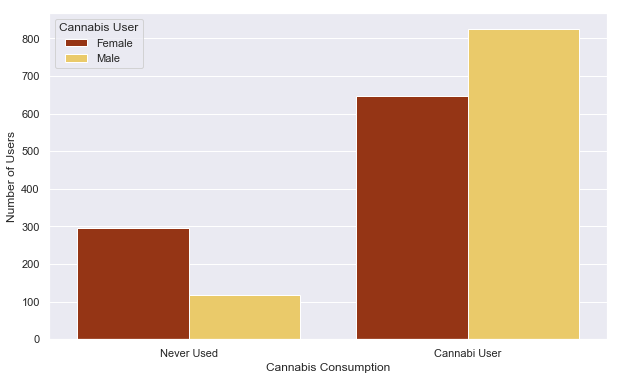 Cannabis User
Female
Male
800
700
600
500
400
300
200
100
0
Number of Users
Never Used
Cannabi User
Cannabis Consumption